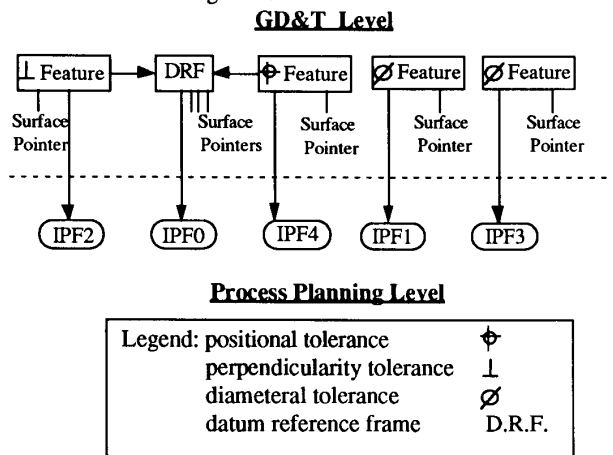 GD&T Level
⊥ Feature
DRF
⌖ Feature
⌀ Feature
⌀ Feature
Surface Pointer
Surface Pointers
Surface Pointer
Surface Pointer
Surface Pointer
IPF2
IPF0
IPF4
IPF1
IPF3
Process Planning Level
Legend: positional tolerance ⌖
perpendicularity tolerance ⊥
diameteral tolerance ⌀
datum reference frame D.R.F.